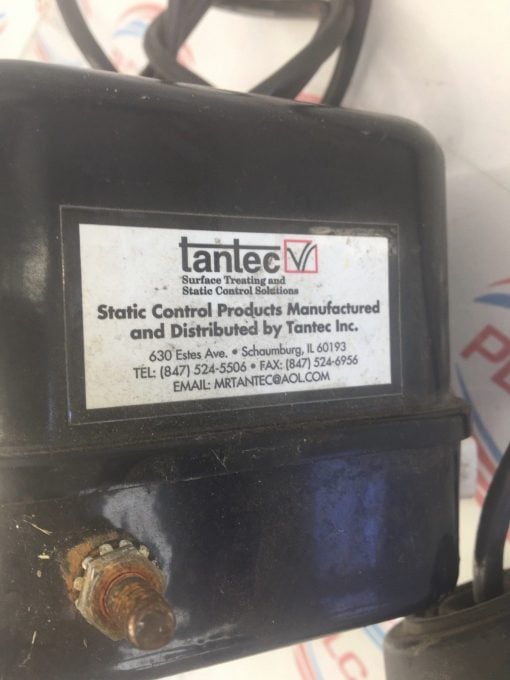 tantec
Surface Treating and
Static Control Solutions
Static Control Products Manufactured
and Distributed by Tantec Inc.
630 Estes Ave. • Schaumburg, IL 60193
TEL: (847) 524-5506 • FAX: (847) 524-6956
EMAIL: MRTANTEC@AOL.COM